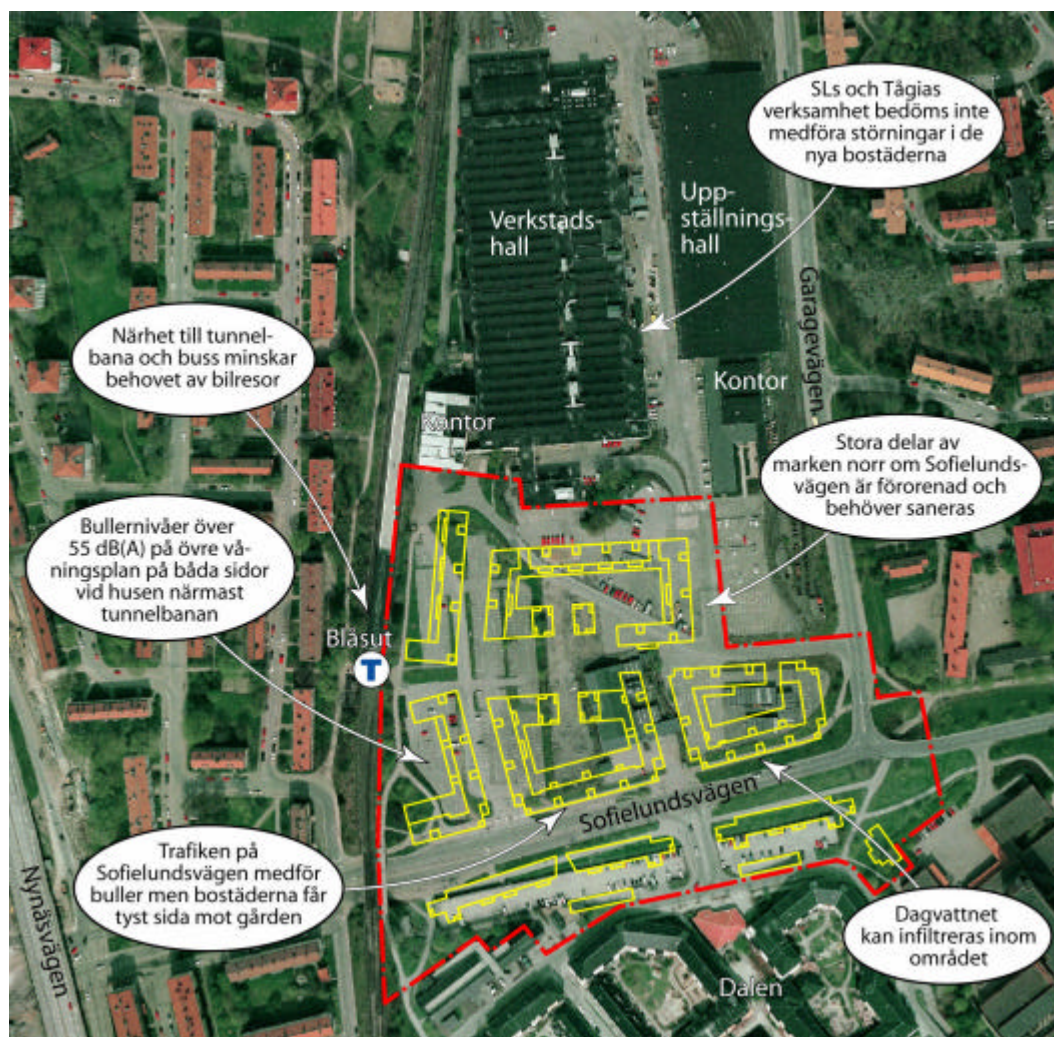 SLs och Tågias
verksamhet bedöms inte
medföra störningar i de
nya bostäderna
Verkstads-
hall
Upp-
ställnings-
hall
Garagevägen
Närhet till tunnel-
bana och buss minskar
behovet av bilresor
Kontor
Kontor
Stora delar av
marken norr om Sofielunds-
vägen är förorenad och
behöver saneras
Bullernivåer över
55 dB(A) på övre vå-
ningsplan på båda sidor
vid husen närmast
tunnelbanan
Blåsut
T
Sofielundsvägen
Trafiken på
Sofielundsvägen medför
buller men bostäderna får
tyst sida mot gården
Nynäsvägen
Dagvattnet
kan infiltreras inom
området
Dalen